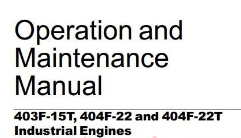 Operation and
Maintenance
Manual
403F-15T, 404F-22 and 404F-22T
Industrial Engines